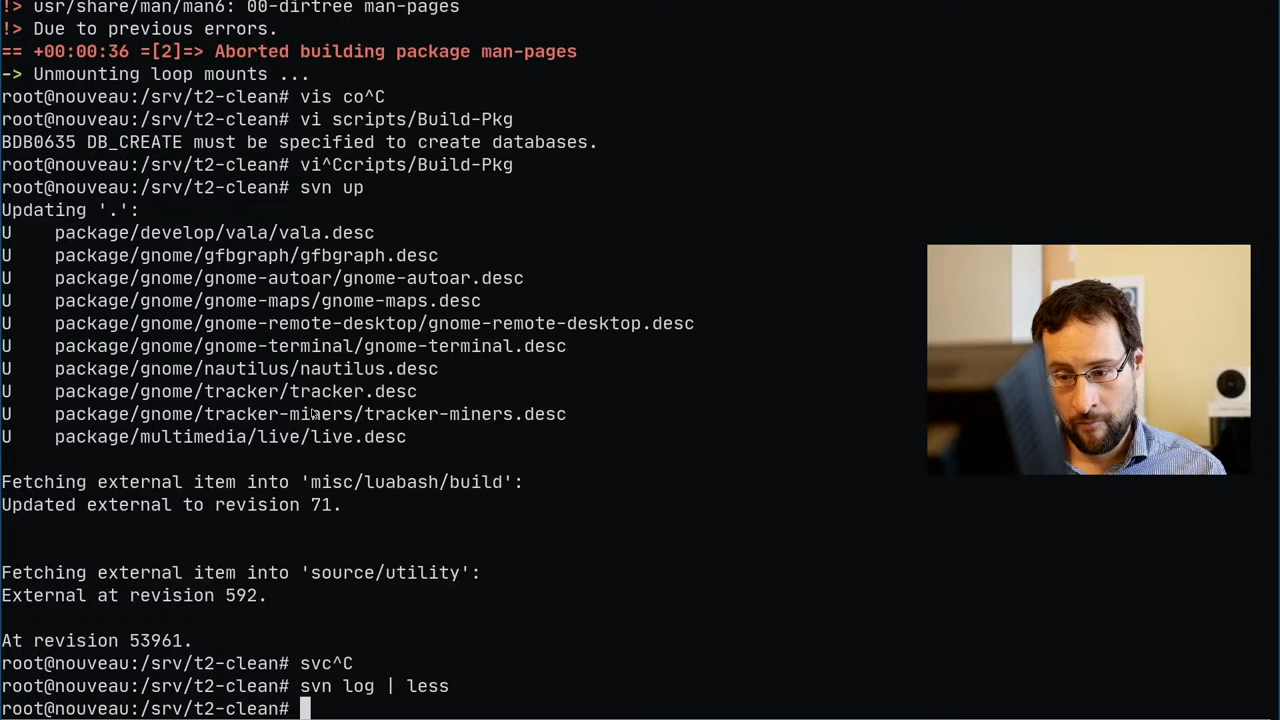 !> usr/share/man/man6: 00-dirtree man-pages
!> Due to previous errors.
== +00:00:36 =[2]=> Aborted building package man-pages
-> Unmounting loop mounts ...
root@nouveau:/srv/t2-clean# vis co^C
root@nouveau:/srv/t2-clean# vi scripts/Build-Pkg
BDB0635 DB_CREATE must be specified to create databases.
root@nouveau:/srv/t2-clean# vi^Ccripts/Build-Pkg
root@nouveau:/srv/t2-clean# svn up
Updating '.':
U    package/develop/vala/vala.desc
U    package/gnome/gfbgraph/gfbgraph.desc
U    package/gnome/gnome-autoar/gnome-autoar.desc
U    package/gnome/gnome-maps/gnome-maps.desc
U    package/gnome/gnome-remote-desktop/gnome-remote-desktop.desc
U    package/gnome/gnome-terminal/gnome-terminal.desc
U    package/gnome/nautilus/nautilus.desc
U    package/gnome/tracker/tracker.desc
U    package/gnome/tracker-miners/tracker-miners.desc
U    package/multimedia/live/live.desc
Fetching external item into 'misc/luabash/build':
Updated external to revision 71.
Fetching external item into 'source/utility':
External at revision 592.
At revision 53961.
root@nouveau:/srv/t2-clean# svc^C
root@nouveau:/srv/t2-clean# svn log | less
root@nouveau:/srv/t2-clean#